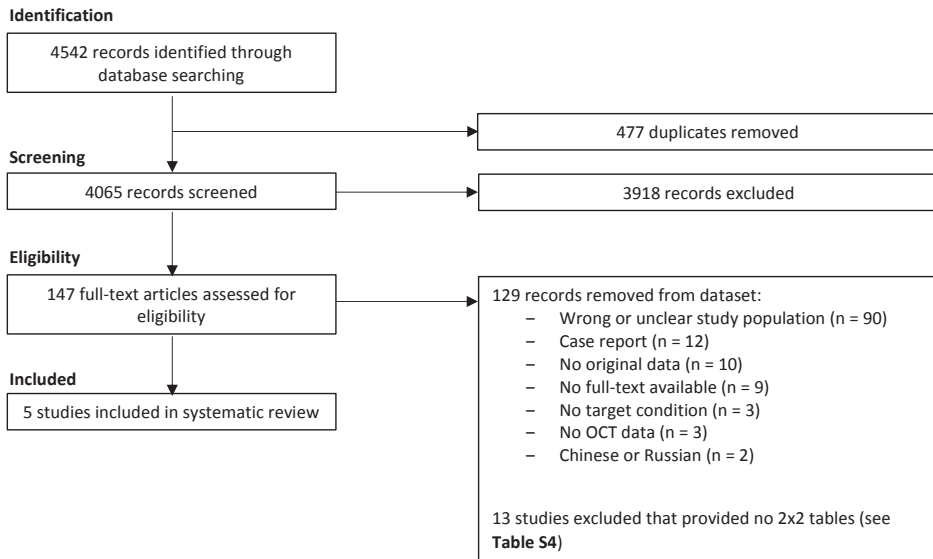 Identification
4542 records identified through
database searching
477 duplicates removed
Screening
4065 records screened
3918 records excluded
Eligibility
147 full-text articles assessed for
eligibility
129 records removed from dataset:
– Wrong or unclear study population (n = 90)
– Case report (n = 12)
– No original data (n = 10)
– No full-text available (n = 9)
– No target condition (n = 3)
– No OCT data (n = 3)
– Chinese or Russian (n = 2)
13 studies excluded that provided no 2x2 tables (see
Table S4)
Included
5 studies included in systematic review